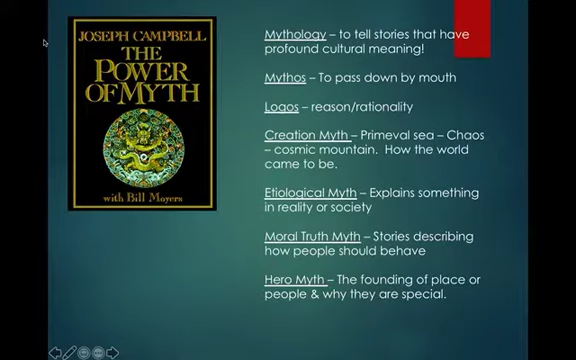 JOSEPH CAMPBELL
THE
POWER
OF MYTH
with Bill Moyers
Mythology – to tell stories that have
profound cultural meaning!
Mythos – To pass down by mouth
Logos – reason/rationality
Creation Myth – Primeval sea – Chaos
– cosmic mountain. How the world
came to be.
Etiological Myth – Explains something
in reality or society
Moral Truth Myth – Stories describing
how people should behave
Hero Myth – The founding of place or
people & why they are special.